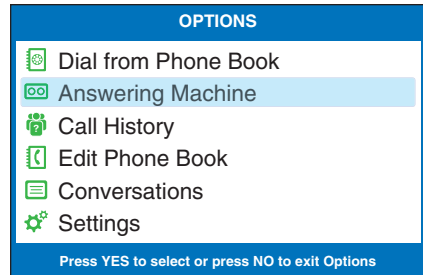 OPTIONS
Dial from Phone Book
Answering Machine
Call History
Edit Phone Book
Conversations
Settings
Press YES to select or press NO to exit Options